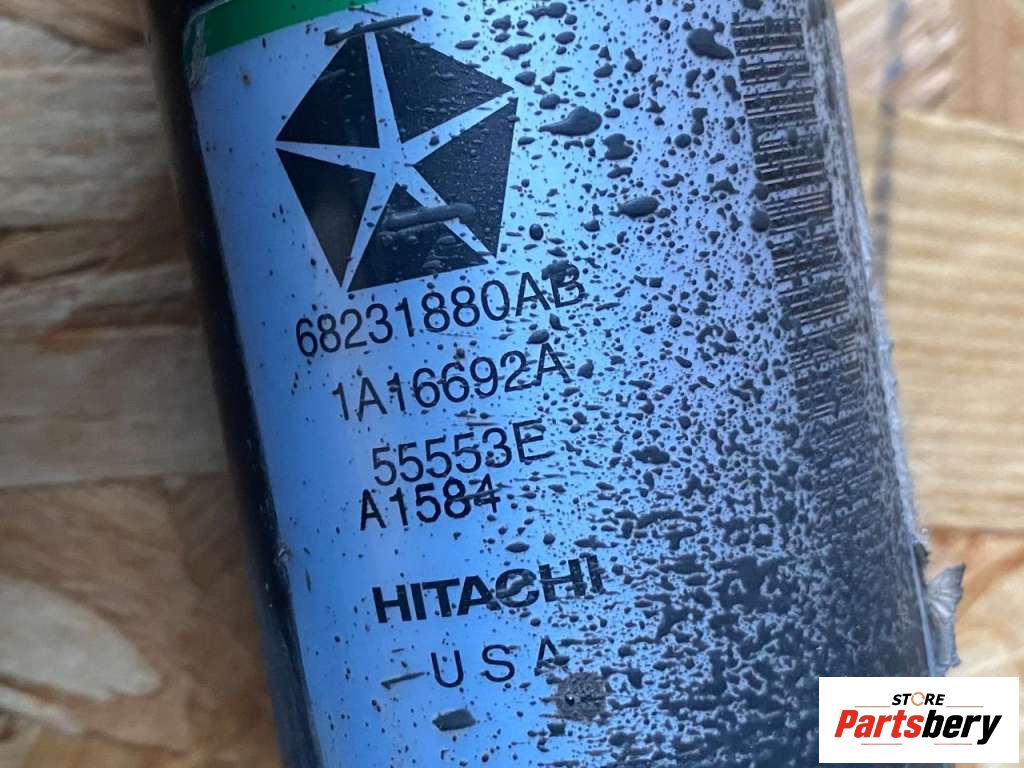 68231880AB
1A16692A
55553E
A1584
HITACHI
USA
STORE
Partsbery